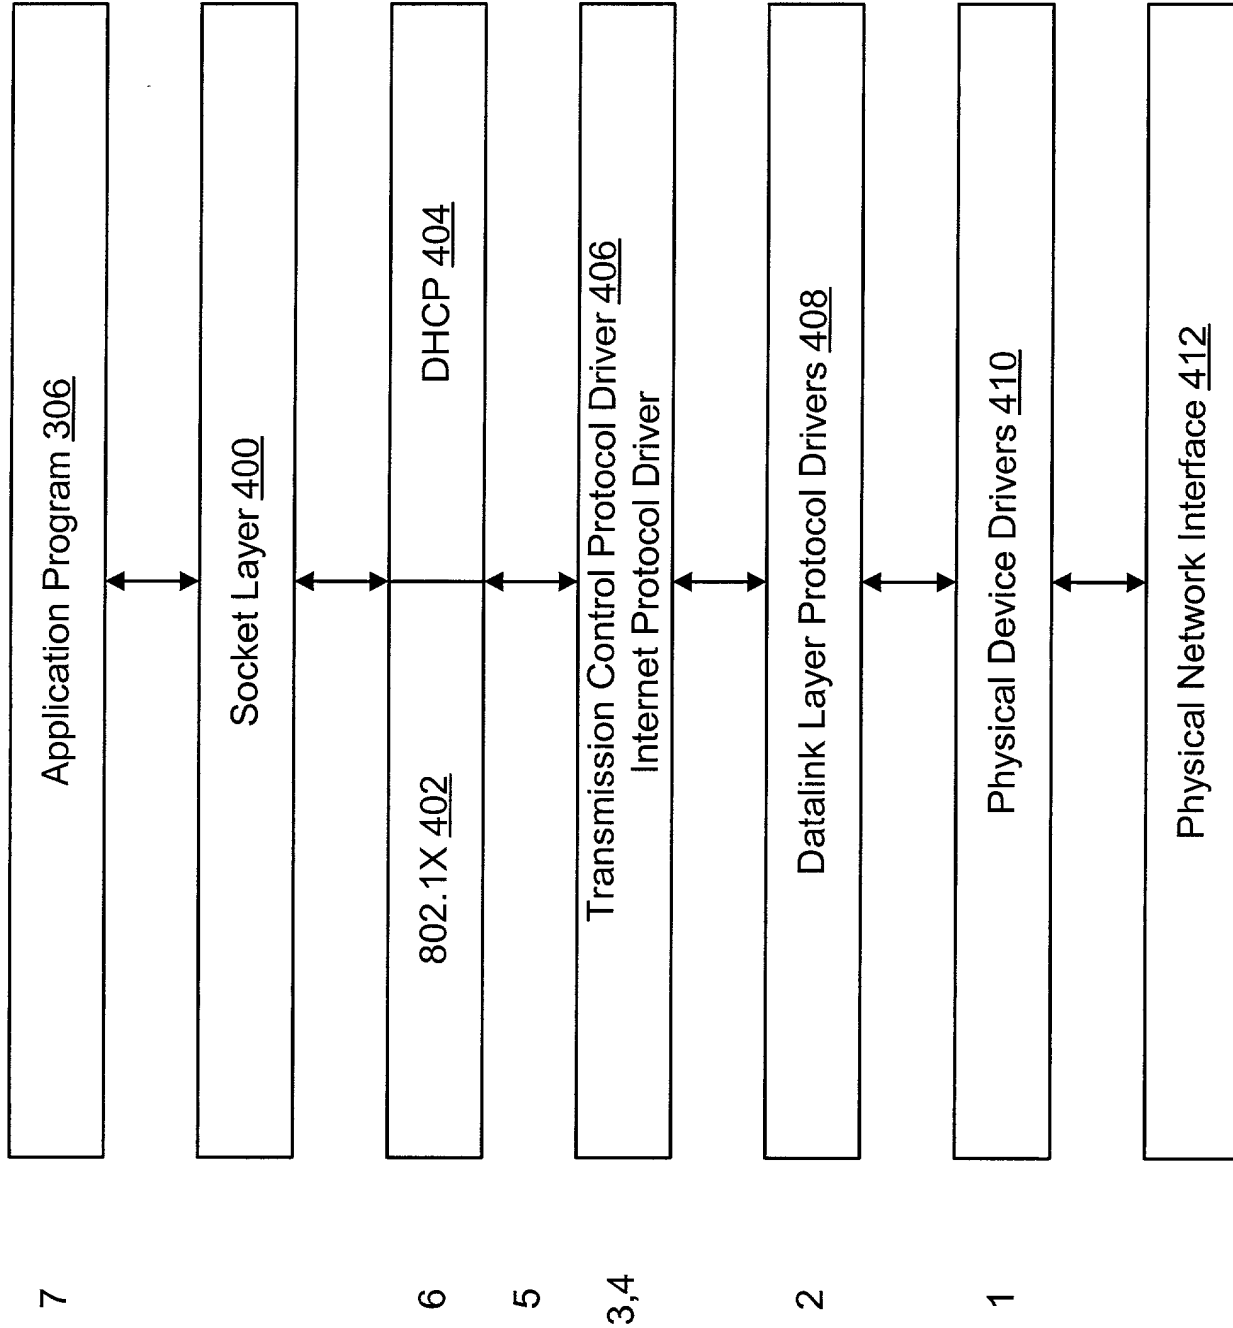 7
Application Program 306
Socket Layer 400
6
802.1X 402
DHCP 404
5
3,4
Transmission Control Protocol Driver 406
Internet Protocol Driver
2
Datalink Layer Protocol Drivers 408
1
Physical Device Drivers 410
Physical Network Interface 412